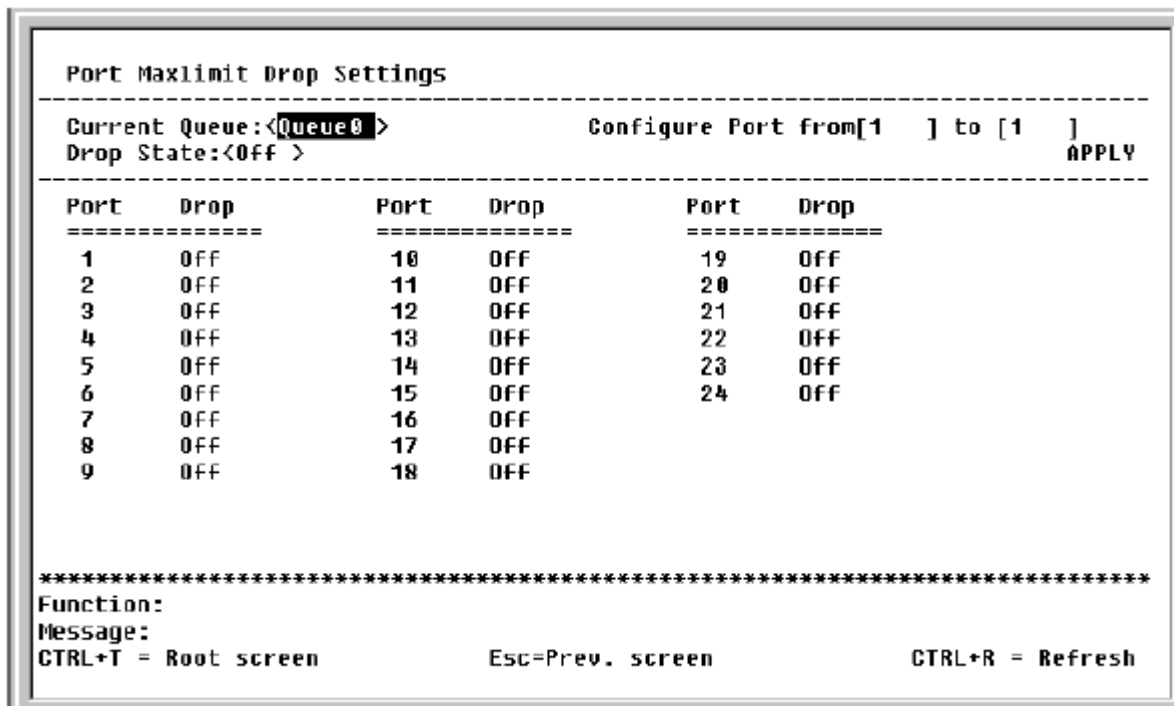 Port Maxlimit Drop Settings
--------------------------------------------------------------------------------
Current Queue:<Queue0 > Configure Port from[1 ] to [1 ]
Drop State:<Off > APPLY
--------------------------------------------------------------------------------
Port Drop Port Drop Port Drop
============== ============== ==============
1 Off 10 Off 19 Off
2 Off 11 Off 20 Off
3 Off 12 Off 21 Off
4 Off 13 Off 22 Off
5 Off 14 Off 23 Off
6 Off 15 Off 24 Off
7 Off 16 Off
8 Off 17 Off
9 Off 18 Off
********************************************************************************
Function:
Message:
CTRL+T = Root screen Esc=Prev. screen CTRL+R = Refresh